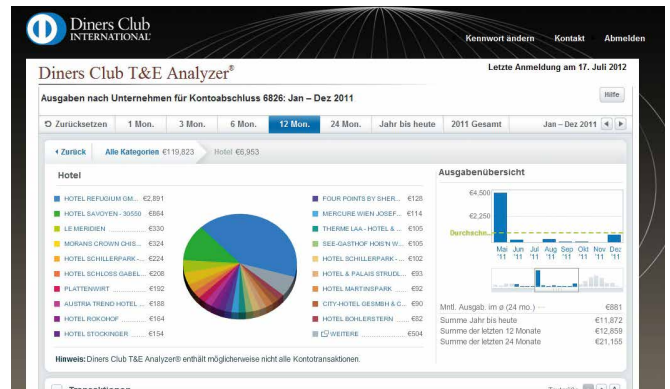 Diners Club
INTERNATIONAL®
Kennwort ändern Kontakt Abmelden
Diners Club T&E Analyzer®
Letzte Anmeldung am 17. Juli 2012
Ausgaben nach Unternehmen für Kontoabschluss 6826: Jan – Dez 2011
Hilfe
Zurücksetzen 1 Mon. 3 Mon. 6 Mon. 12 Mon. 24 Mon. Jahr bis heute 2011 Gesamt Jan – Dez 2011
Zurück Alle Kategorien €119,823 Hotel €6,953
Hotel
HOTEL REFUGIUM GM... €2,891
HOTEL SAVOYEN - 30550 €864
LE MERIDIEN €330
MORANS CROWN CHIS... €324
HOTEL SCHILLERPARK -... €224
HOTEL SCHLOSS GABEL... €208
PLATTENWIRT €192
AUSTRIA TREND HOTEL ... €188
HOTEL ROKOHOF €164
HOTEL STOCKINGER €154
FOUR POINTS BY SHER... €128
MERCURE WIEN JOSEF... €114
THERME LAA - HOTEL & ... €105
SEE-GASTHOF HOIS'N W... €105
HOTEL SCHILLERPARK -... €102
HOTEL & PALAIS STRUDL... €93
HOTEL MARTINSPARK €92
CITY-HOTEL GESMBH & C... €90
HOTEL BOHLERSTERN €82
WEITERE €504
Ausgabenübersicht
€4,500
€2,250
Durchschn...
Mai Jun Jul Aug Sep Okt Nov Dez
'11 '11 '11 '11 '11 '11 '11 '11
Mntl. Ausgab. im ø (24 mo.) €881
Summe Jahr bis heute €11,872
Summe der letzten 12 Monate €12,859
Summe der letzten 24 Monate €21,155
Hinweis: Diners Club T&E Analyzer® enthält möglicherweise nicht alle Kontotransaktionen.
Transaktionen